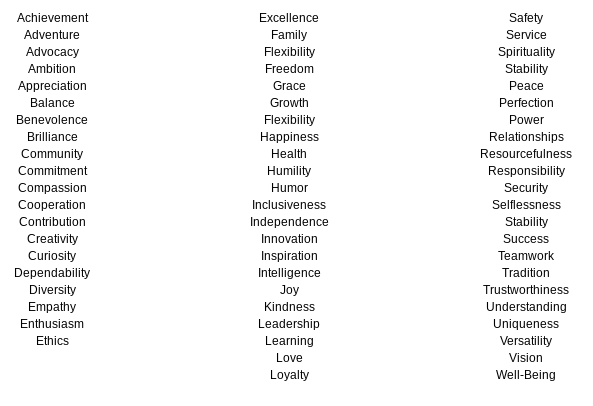 Achievement
Adventure
Advocacy
Ambition
Appreciation
Balance
Benevolence
Brilliance
Community
Commitment
Compassion
Cooperation
Contribution
Creativity
Curiosity
Dependability
Diversity
Empathy
Enthusiasm
Ethics
Excellence
Family
Flexibility
Freedom
Grace
Growth
Flexibility
Happiness
Health
Humility
Humor
Inclusiveness
Independence
Innovation
Inspiration
Intelligence
Joy
Kindness
Leadership
Learning
Love
Loyalty
Safety
Service
Spirituality
Stability
Peace
Perfection
Power
Relationships
Resourcefulness
Responsibility
Security
Selflessness
Stability
Success
Teamwork
Tradition
Trustworthiness
Understanding
Uniqueness
Versatility
Vision
Well-Being